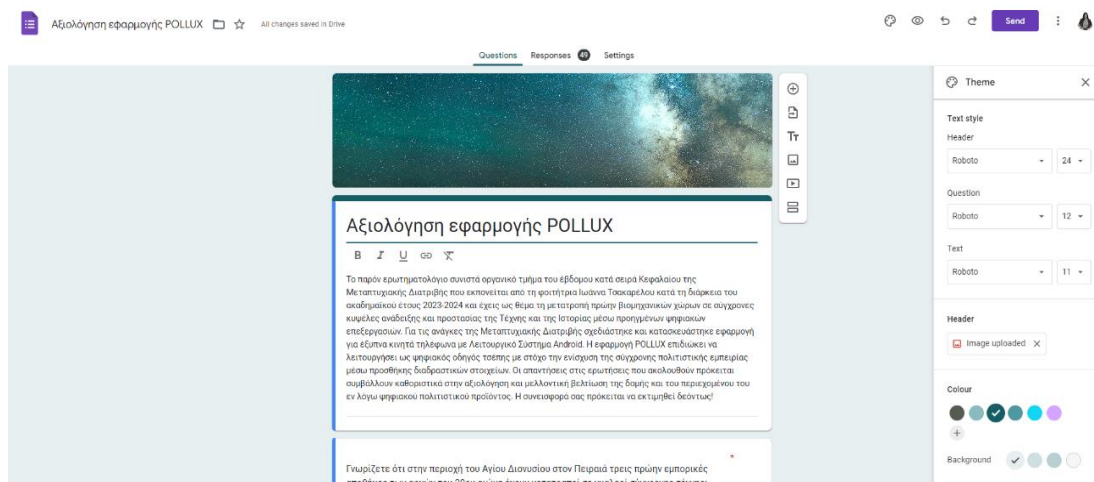 Αξιολόγηση εφαρμογής POLLUX All changes saved in Drive
Send
Questions Responses 49 Settings
Theme
Text style
Header
Roboto 24
Question
Roboto 12
Text
Roboto 11
Header
Image uploaded
Colour
Background
Tт
Αξιολόγηση εφαρμογής POLLUX
B I U
Το παρόν ερωτηματολόγιο συνιστά οργανικό τμήμα του έβδομου κατά σειρά Κεφαλαίου της
Μεταπτυχιακής Διατριβής που εκπονείται από τη φοιτήτρια Ιωάννα Τσακαρέλου κατά τη διάρκεια του
ακαδημαϊκού έτους 2023-2024 και έχεις ως θέμα τη μετατροπή πρώην βιομηχανικών χώρων σε σύγχρονες
κυψέλες ανάδειξης και προστασίας της Τέχνης και της Ιστορίας μέσω προηγμένων ψηφιακών
επεξεργασιών. Για τις ανάγκες της Μεταπτυχιακής Διατριβής σχεδιάστηκε και κατασκευάστηκε εφαρμογή
για έξυπνα κινητά τηλέφωνα με Λειτουργικό Σύστημα Android. Η εφαρμογή POLLUX επιδιώκει να
λειτουργήσει ως ψηφιακός οδηγός τσέπης με στόχο την ενίσχυση της σύγχρονης πολιτιστικής εμπειρίας
μέσω προσθήκης διαδραστικών στοιχείων. Οι απαντήσεις στις ερωτήσεις που ακολουθούν πρόκειται να
συμβάλλουν καθοριστικά στην αξιολόγηση και μελλοντική βελτίωση της δομής και του περιεχομένου του
εν λόγω ψηφιακού πολιτιστικού προϊόντος. Η συνεισφορά σας πρόκειται να εκτιμηθεί δεόντως!
Γνωρίζετε ότι στην περιοχή του Αγίου Διονυσίου στον Πειραιά τρεις πρώην εμπορικές *